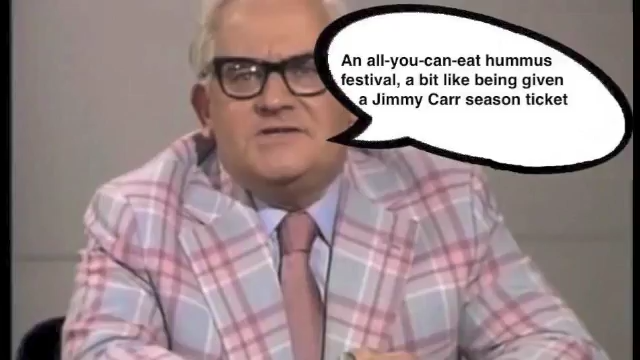 An all-you-can-eat hummus
festival, a bit like being given
a Jimmy Carr season ticket